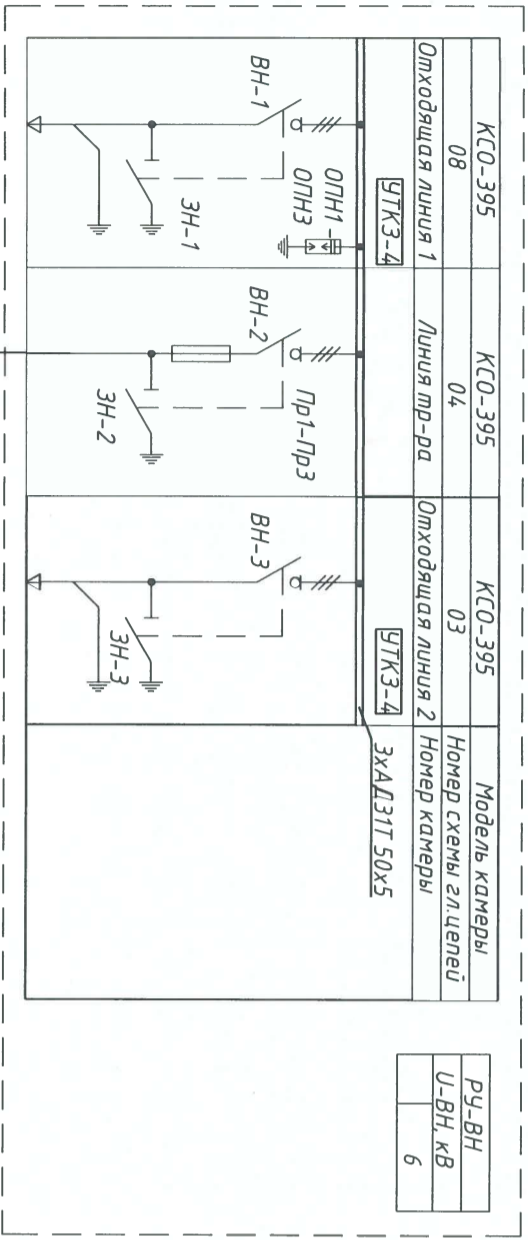 КСО-395
КСО-395
КСО-395
Модель камеры
08
04
03
Номер схемы гл.цепей
Отходящая линия 1
Линия тр-ра
Отходящая линия 2
Номер камеры
УТКЗ-4
УТКЗ-4
3хАД31Т 50х5
ОПН1-
ОПН3
ВН-1
ВН-2
Пр1-Пр3
ВН-3
ЗН-1
ЗН-2
ЗН-3
РУ-ВН
U-ВН, кВ
6